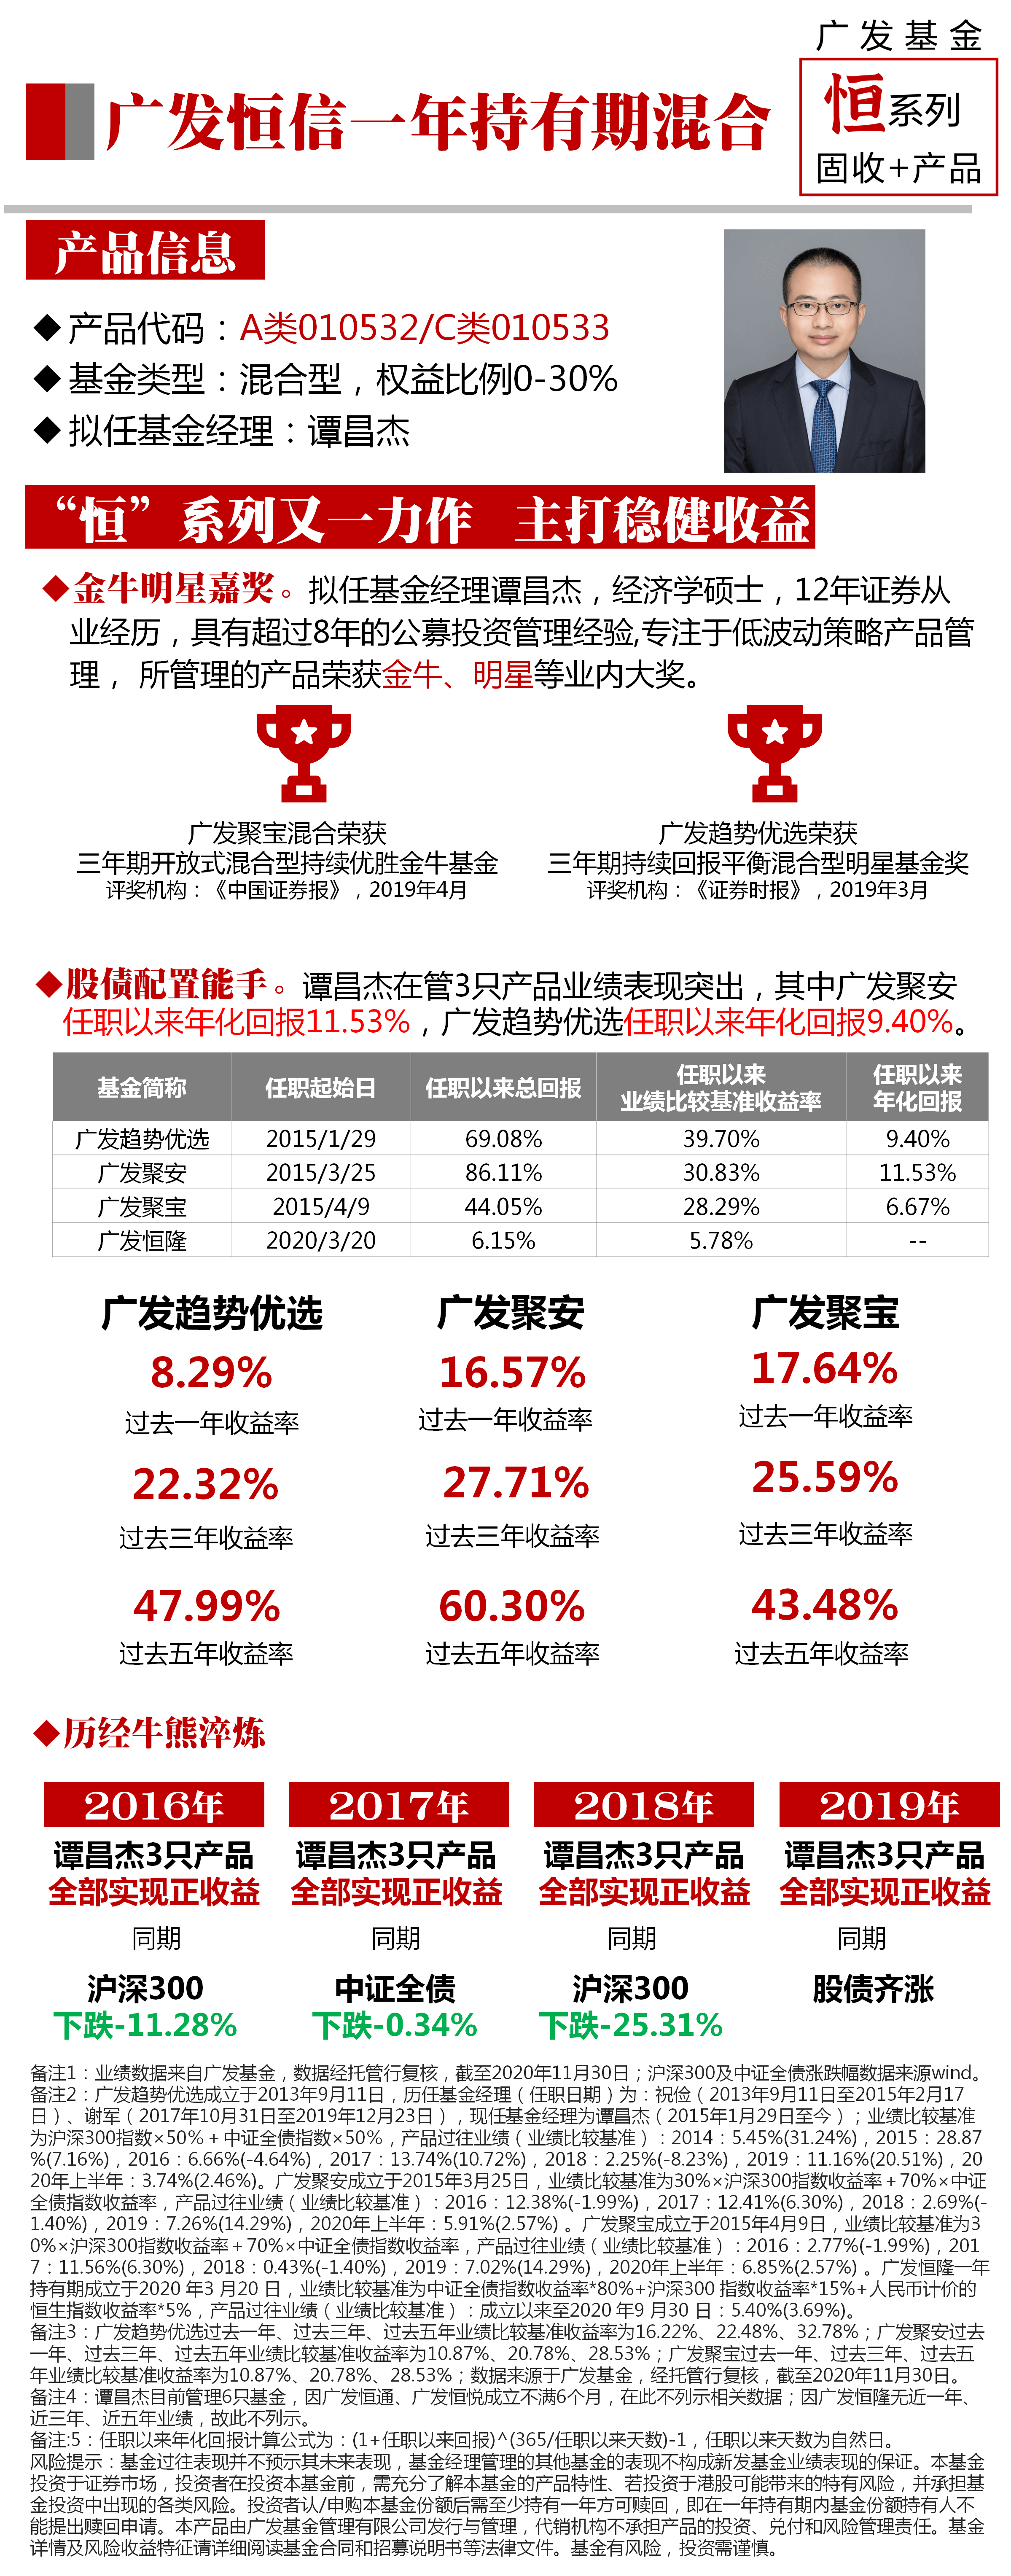 广发基金
恒系列
固收+产品
广发恒信一年持有期混合
产品信息
◆产品代码：A类010532/C类010533
◆基金类型：混合型，权益比例0-30%
◆拟任基金经理：谭昌杰
“恒”系列又一力作 主打稳健收益
◆金牛明星嘉奖。拟任基金经理谭昌杰，经济学硕士，12年证券从
业经历，具有超过8年的公募投资管理经验,专注于低波动策略产品管
理， 所管理的产品荣获金牛、明星等业内大奖。
广发聚宝混合荣获
三年期开放式混合型持续优胜金牛基金
评奖机构：《中国证券报》，2019年4月
广发趋势优选荣获
三年期持续回报平衡混合型明星基金奖
评奖机构：《证券时报》，2019年3月
◆股债配置能手。谭昌杰在管3只产品业绩表现突出，其中广发聚安
任职以来年化回报11.53%，广发趋势优选任职以来年化回报9.40%。
基金简称 任职起始日 任职以来总回报 任职以来业绩比较基准收益率 任职以来年化回报
广发趋势优选 2015/1/29 69.08% 39.70% 9.40%
广发聚安 2015/3/25 86.11% 30.83% 11.53%
广发聚宝 2015/4/9 44.05% 28.29% 6.67%
广发恒隆 2020/3/20 6.15% 5.78% --
广发趋势优选 广发聚安 广发聚宝
8.29% 16.57% 17.64%
过去一年收益率 过去一年收益率 过去一年收益率
22.32% 27.71% 25.59%
过去三年收益率 过去三年收益率 过去三年收益率
47.99% 60.30% 43.48%
过去五年收益率 过去五年收益率 过去五年收益率
◆历经牛熊淬炼
2016年 2017年 2018年 2019年
谭昌杰3只产品 谭昌杰3只产品 谭昌杰3只产品 谭昌杰3只产品
全部实现正收益 全部实现正收益 全部实现正收益 全部实现正收益
同期 同期 同期 同期
沪深300 中证全债 沪深300 股债齐涨
下跌-11.28% 下跌-0.34% 下跌-25.31%
备注1：业绩数据来自广发基金，数据经托管行复核，截至2020年11月30日；沪深300及中证全债涨跌幅数据来源wind。
备注2：广发趋势优选成立于2013年9月11日，历任基金经理（任职日期）为：祝俭（2013年9月11日至2015年2月17
日）、谢军（2017年10月31日至2019年12月23日），现任基金经理为谭昌杰（2015年1月29日至今）；业绩比较基准
为沪深300指数×50%＋中证全债指数×50%，产品过往业绩（业绩比较基准）：2014：5.45%(31.24%)，2015：28.87
%(7.16%)，2016：6.66%(-4.64%)，2017：13.74%(10.72%)，2018：2.25%(-8.23%)，2019：11.16%(20.51%)，20
20年上半年：3.74%(2.46%)。广发聚安成立于2015年3月25日，业绩比较基准为30%×沪深300指数收益率＋70%×中证
全债指数收益率，产品过往业绩（业绩比较基准）：2016：12.38%(-1.99%)，2017：12.41%(6.30%)，2018：2.69%(-
1.40%)，2019：7.26%(14.29%)，2020年上半年：5.91%(2.57%) 。广发聚宝成立于2015年4月9日，业绩比较基准为3
0%×沪深300指数收益率＋70%×中证全债指数收益率，产品过往业绩（业绩比较基准）：2016：2.77%(-1.99%)，201
7：11.56%(6.30%)，2018：0.43%(-1.40%)，2019：7.02%(14.29%)，2020年上半年：6.85%(2.57%) 。广发恒隆一年
持有期成立于2020 年3 月20 日，业绩比较基准为中证全债指数收益率*80%+沪深300 指数收益率*15%+人民币计价的
恒生指数收益率*5%，产品过往业绩（业绩比较基准）：成立以来至2020 年9 月30 日：5.40%(3.69%)。
备注3：广发趋势优选过去一年、过去三年、过去五年业绩比较基准收益率为16.22%、22.48%、32.78%；广发聚安过去
一年、过去三年、过去五年业绩比较基准收益率为10.87%、20.78%、28.53%；广发聚宝过去一年、过去三年、过去五
年业绩比较基准收益率为10.87%、20.78%、28.53%；数据来源于广发基金，经托管行复核，截至2020年11月30日。
备注4：谭昌杰目前管理6只基金，因广发恒通、广发恒悦成立不满6个月，在此不列示相关数据；因广发恒隆无近一年、
近三年、近五年业绩，故此不列示。
备注:5：任职以来年化回报计算公式为：(1+任职以来回报)^(365/任职以来天数)-1，任职以来天数为自然日。
风险提示：基金过往表现并不预示其未来表现，基金经理管理的其他基金的表现不构成新发基金业绩表现的保证。本基金
投资于证券市场，投资者在投资本基金前，需充分了解本基金的产品特性、若投资于港股可能带来的特有风险，并承担基
金投资中出现的各类风险。投资者认/申购本基金份额后需至少持有一年方可赎回，即在一年持有期内基金份额持有人不
能提出赎回申请。本产品由广发基金管理有限公司发行与管理，代销机构不承担产品的投资、兑付和风险管理责任。基金
详情及风险收益特征请详细阅读基金合同和招募说明书等法律文件。基金有风险，投资需谨慎。